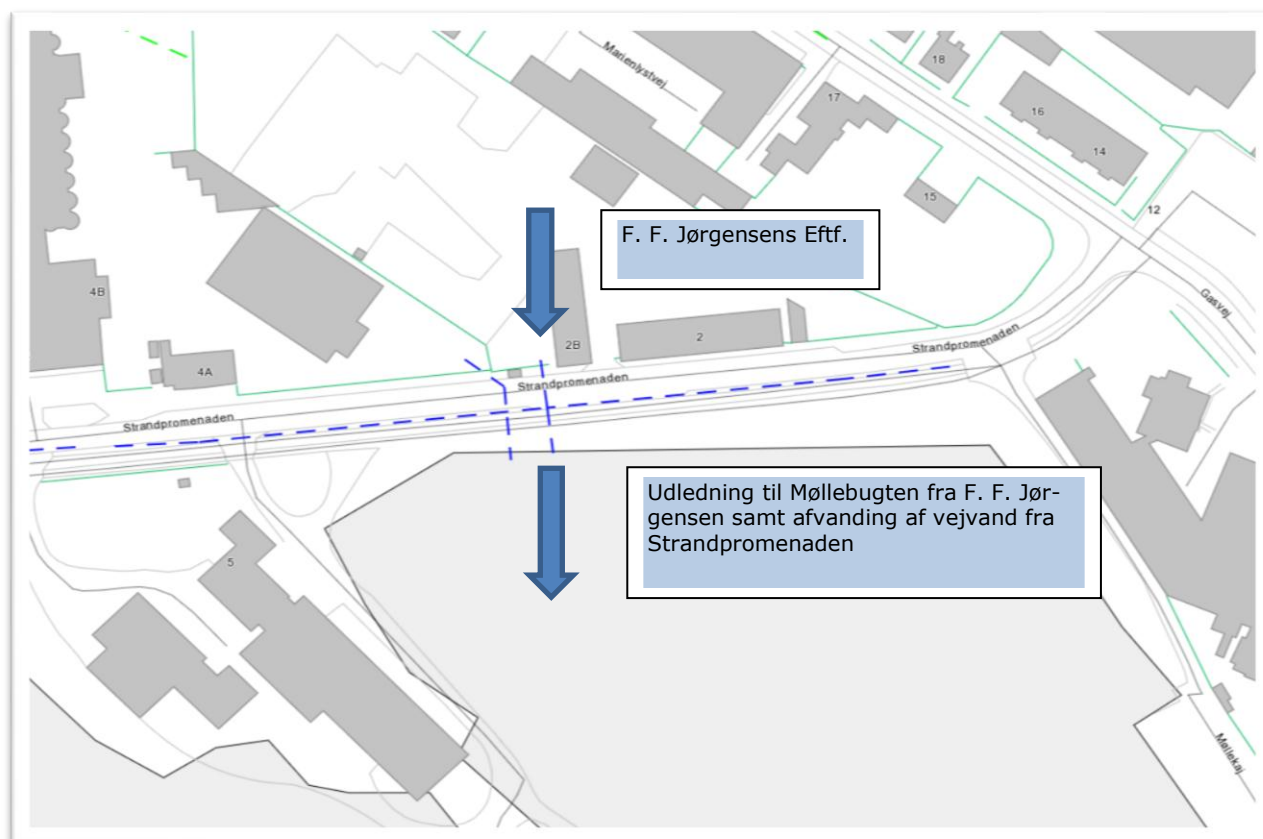 Marienlystvej
18
17
16
14
15
12
F. F. Jørgensens Eftf.
4B
Gasvej
2B
2
Strandpromenaden
4A
Strandpromenaden
Strandpromenaden
Udledning til Møllebugten fra F. F. Jør-
gensen samt afvanding af vejvand fra
Strandpromenaden
5
Møllekaj